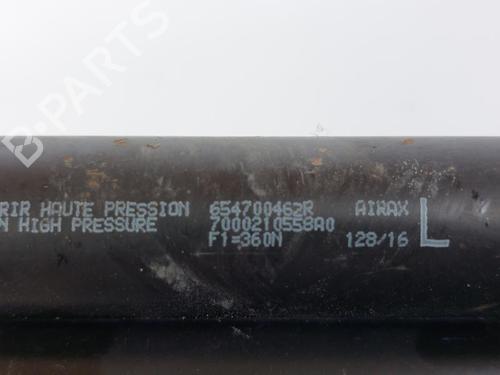 RIR HAUTE PRESSION 654700462R AIRAX L
N HIGH PRESSURE 7000210558A0
F1=360N 128/16
B-PARTS